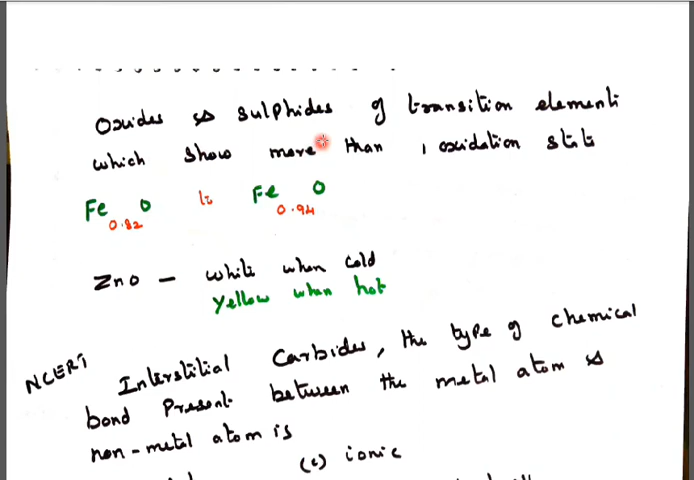 Oxides & sulphides of transition elements
which show more than 1 oxidation state
Fe0.82O to Fe0.94O
ZnO - white when cold
Yellow when hot
NCERT
Interstitial Carbides, the type of chemical
bond Present between the metal atom &
non-metal atom is
(c) ionic